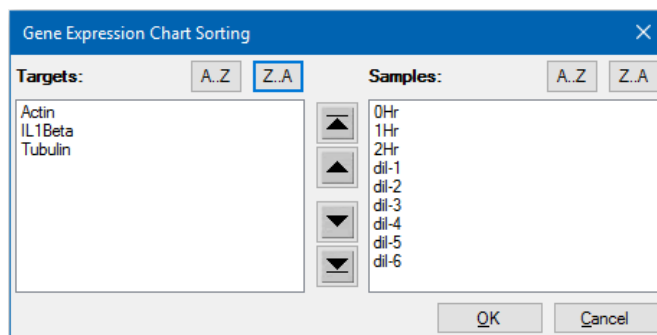 Gene Expression Chart Sorting
Targets: A..Z Z..A Samples: A..Z Z..A
Actin
IL1Beta
Tubulin
0Hr
1Hr
2Hr
dil-1
dil-2
dil-3
dil-4
dil-5
dil-6
OK Cancel